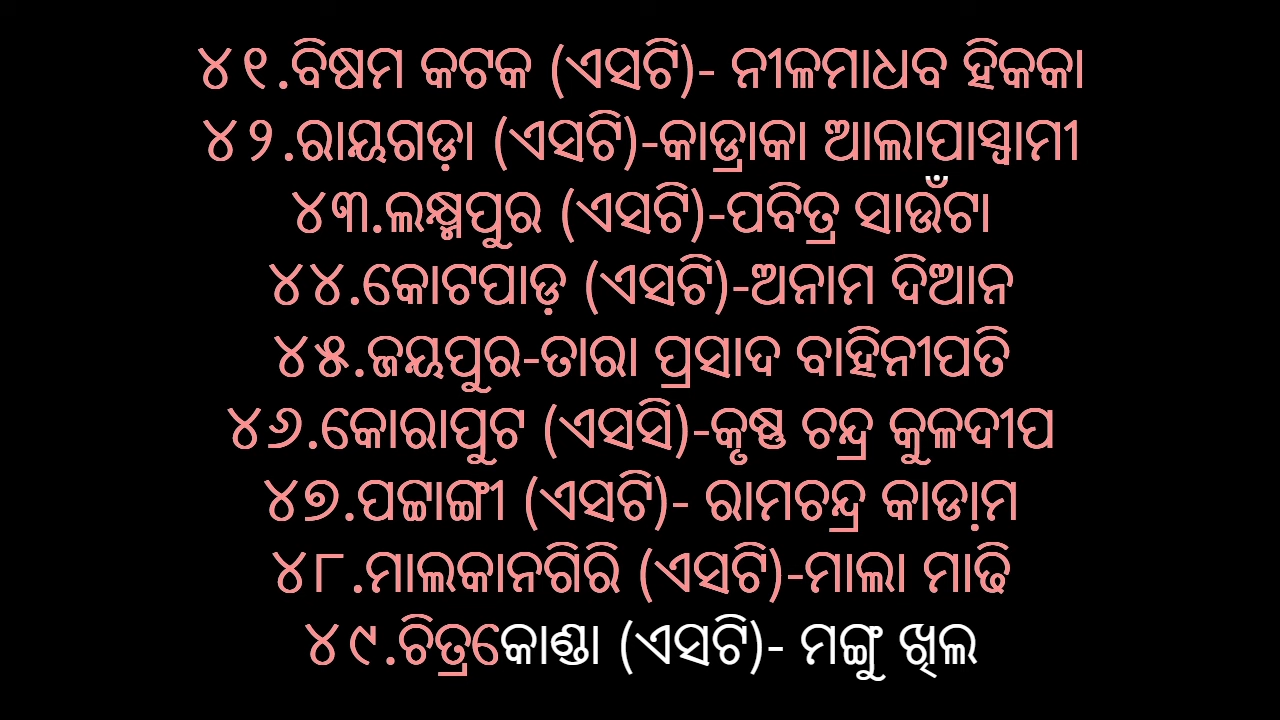 ୪୧.ବିଷମ କଟକ (ଏସଟି)- ନୀଳମାଧବ ହିକକା
୪୨.ରାୟଗଡ଼ା (ଏସଟି)-କାଡ୍ରାକା ଆଲାପାସ୍ୱାମୀ
୪୩.ଲକ୍ଷ୍ମପୁର (ଏସଟି)-ପବିତ୍ର ସାଉଁଟା
୪୪.କୋଟପାଡ଼ (ଏସଟି)-ଅନାମ ଦିଆନ
୪୫.ଜୟପୁର-ତାରା ପ୍ରସାଦ ବାହିନୀପତି
୪୬.କୋରାପୁଟ (ଏସସି)-କୃଷ୍ଣ ଚନ୍ଦ୍ର କୁଳଦୀପ
୪୭.ପଟ୍ଟାଙ୍ଗୀ (ଏସଟି)- ରାମଚନ୍ଦ୍ର କାଡା଼ମ
୪୮.ମାଲକାନଗିରି (ଏସଟି)-ମାଲା ମାଢି
୪୯.ଚିତ୍ରକୋଣ୍ଡା (ଏସଟି)- ମଙ୍ଗୁ ଖିଲ